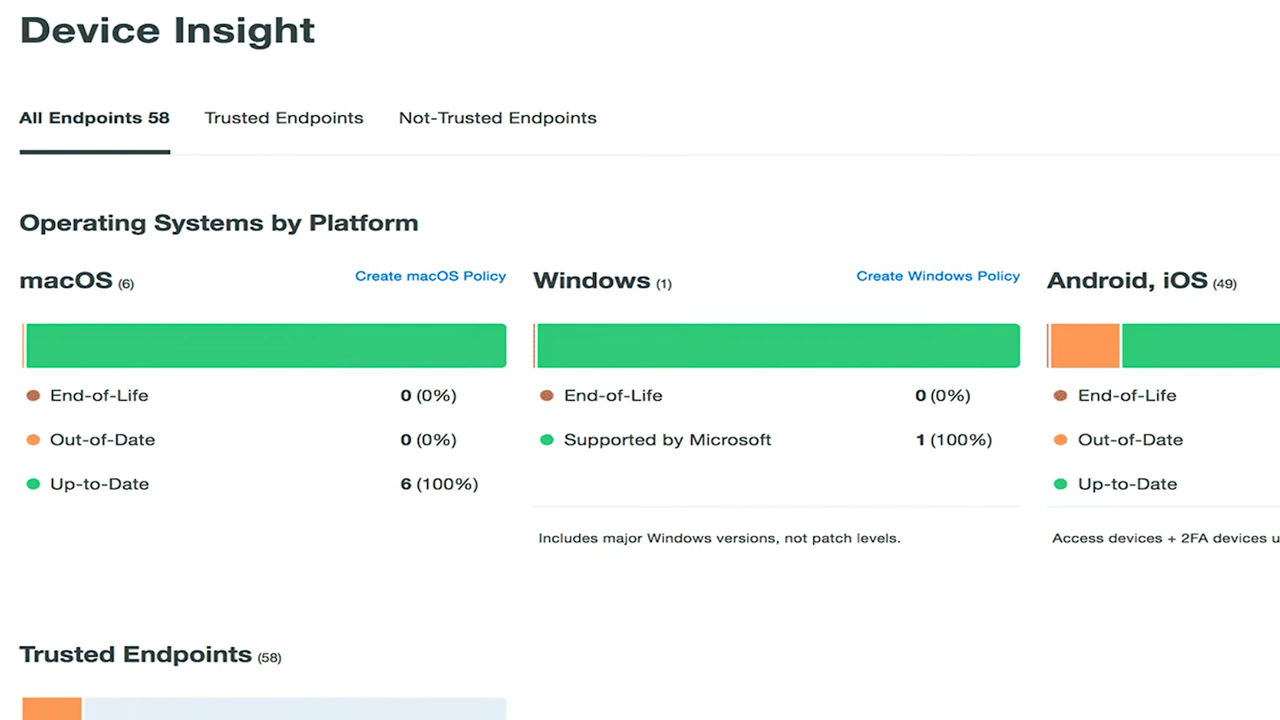 Device Insight
All Endpoints 58 Trusted Endpoints Not-Trusted Endpoints
Operating Systems by Platform
macOS (6) Create macOS Policy
End-of-Life 0 (0%)
Out-of-Date 0 (0%)
Up-to-Date 6 (100%)
Windows (1) Create Windows Policy
End-of-Life 0 (0%)
Supported by Microsoft 1 (100%)
Includes major Windows versions, not patch levels.
Android, iOS (49)
End-of-Life
Out-of-Date
Up-to-Date
Access devices + 2FA devices
Trusted Endpoints (58)